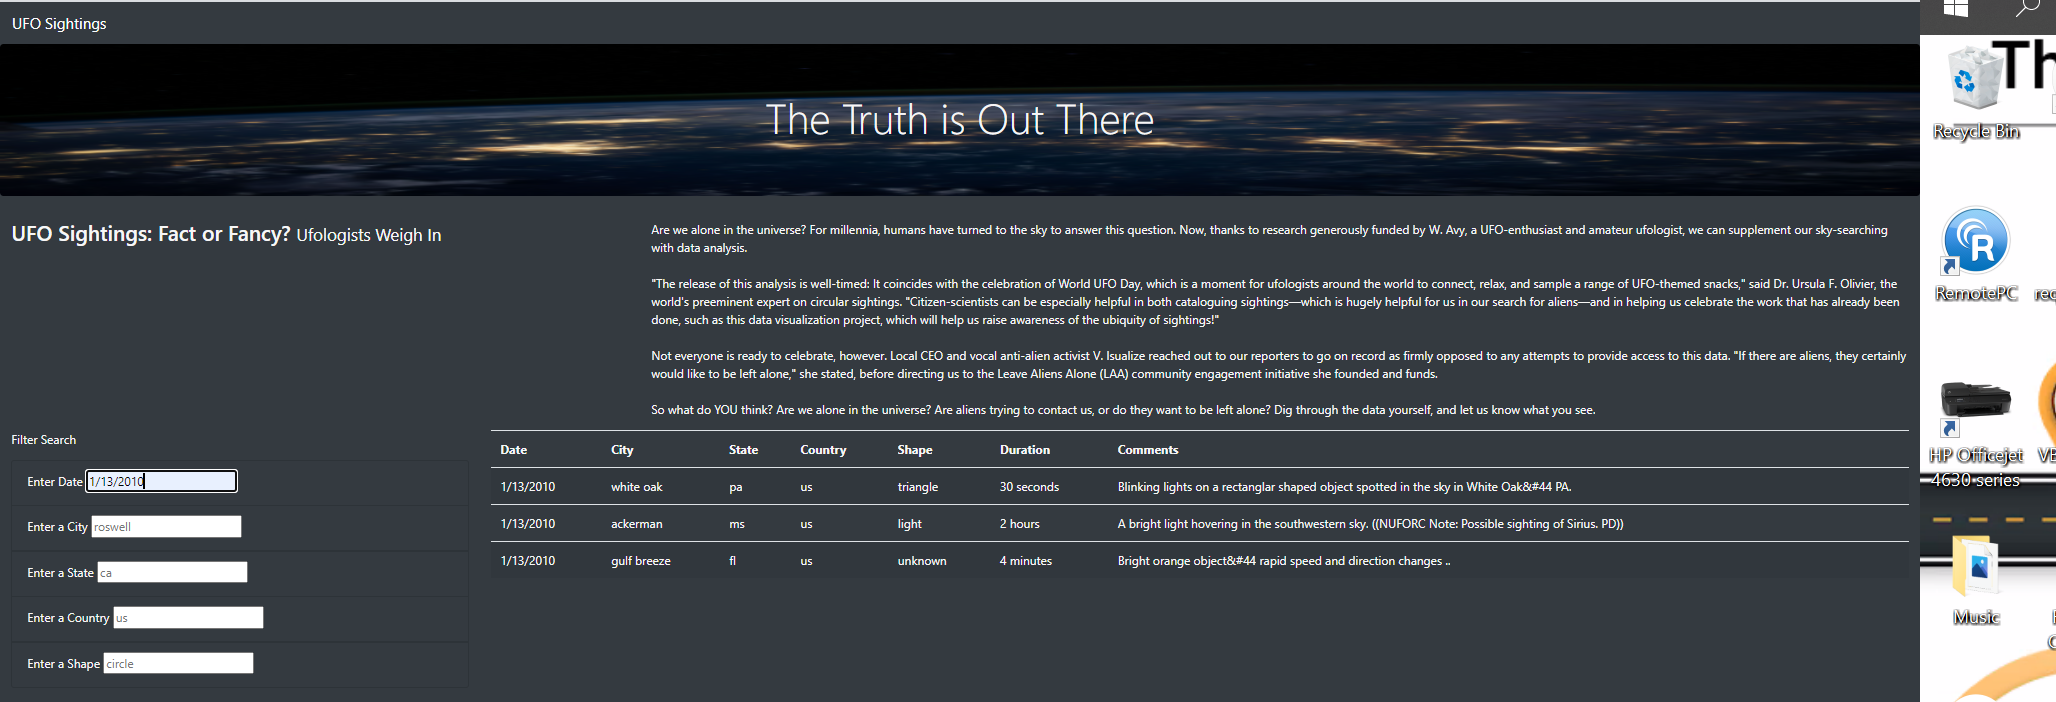 UFO Sightings
The Truth is Out There
UFO Sightings: Fact or Fancy? Ufologists Weigh In
Are we alone in the universe? For millennia, humans have turned to the sky to answer this question. Now, thanks to research generously funded by W. Avy, a UFO-enthusiast and amateur ufologist, we can supplement our sky-searching
with data analysis.
"The release of this analysis is well-timed: It coincides with the celebration of World UFO Day, which is a moment for ufologists around the world to connect, relax, and sample a range of UFO-themed snacks," said Dr. Ursula F. Olivier, the
world's preeminent expert on circular sightings. "Citizen-scientists can be especially helpful in both cataloguing sightings—which is hugely helpful for us in our search for aliens—and in helping us celebrate the work that has already been
done, such as this data visualization project, which will help us raise awareness of the ubiquity of sightings!"
Not everyone is ready to celebrate, however. Local CEO and vocal anti-alien activist V. Isualize reached out to our reporters to go on record as firmly opposed to any attempts to provide access to this data. "If there are aliens, they certainly
would like to be left alone," she stated, before directing us to the Leave Aliens Alone (LAA) community engagement initiative she founded and funds.
So what do YOU think? Are we alone in the universe? Are aliens trying to contact us, or do they want to be left alone? Dig through the data yourself, and let us know what you see.
Filter Search
Enter Date 1/13/2010
Enter a City roswell
Enter a State ca
Enter a Country us
Enter a Shape circle
Date City State Country Shape Duration Comments
1/13/2010 white oak pa us triangle 30 seconds Blinking lights on a rectanglar shaped object spotted in the sky in White Oak&#44 PA.
1/13/2010 ackerman ms us light 2 hours A bright light hovering in the southwestern sky. ((NUFORC Note: Possible sighting of Sirius. PD))
1/13/2010 gulf breeze fl us unknown 4 minutes Bright orange object&#44 rapid speed and direction changes ..
Th
Recycle Bin
R
RemotePC
HP Officejet
4630 series
Music